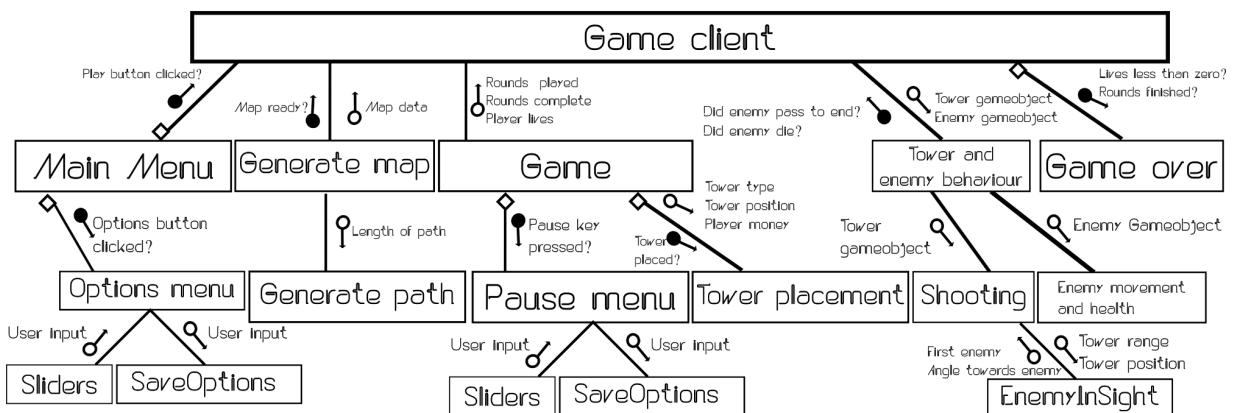 Game client
Play button clicked?
Map ready?
Map data
Rounds played
Rounds complete
Player lives
Did enemy pass to end?
Did enemy die?
Tower gameobject
Enemy gameobject
Lives less than zero?
Rounds finished?
Main Menu
Generate map
Game
Tower and
enemy behaviour
Game over
Options button
clicked?
Length of path
Pause key
pressed?
Tower type
Tower position
Player money
Tower
placed?
Tower
gameobject
Enemy Gameobject
Options menu
Generate path
Pause menu
Tower placement
Shooting
Enemy movement
and health
User input
User input
User input
User input
First enemy
Angle towards enemy
Tower range
Tower position
Sliders
SaveOptions
Sliders
SaveOptions
EnemyInSight